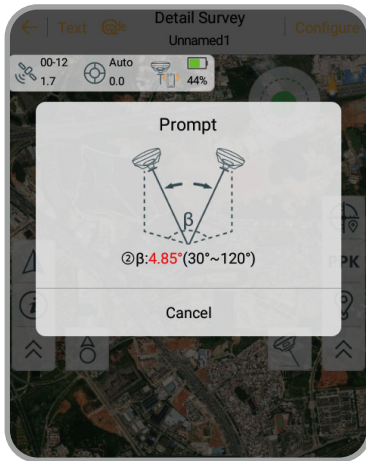 Text
Code
Detail Survey
Unnamed1
Configure
00-12
1.7
Auto
0.0
44%
Prompt
β
②β:4.85°(30°~120°)
Cancel
PPK